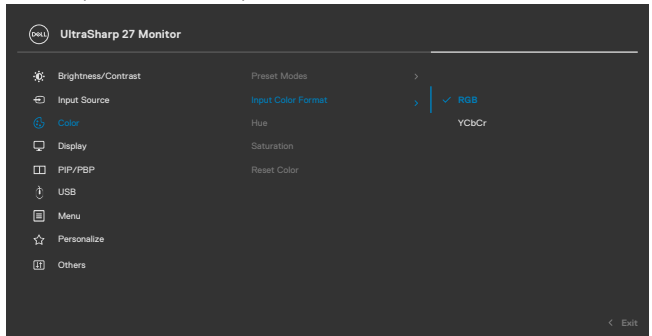 DELL UltraSharp 27 Monitor
Brightness/Contrast Preset Modes >
Input Source Input Color Format > ✓ RGB
Color Hue YCbCr
Display Saturation
PIP/PBP Reset Color
USB
Menu
Personalize
Others
< Exit